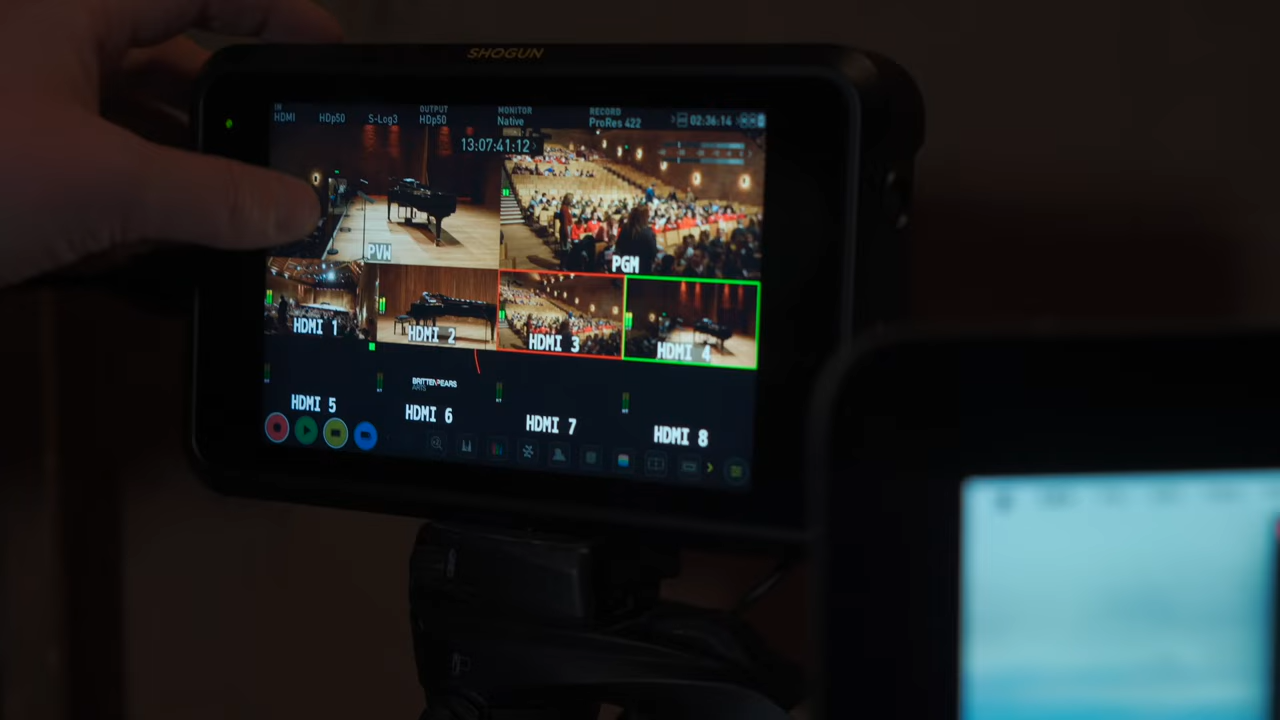 SHOGUN
IN OUTPUT MONITOR RECORD
HDMI HDp50 S-Log3 HDp50 Native ProRes 422 02:36:14
13:07:41:12
PVW PGM
HDMI 1 HDMI 2 HDMI 3 HDMI 4
BRITTEN PEARS
ARTS
HDMI 5 HDMI 6 HDMI 7 HDMI 8